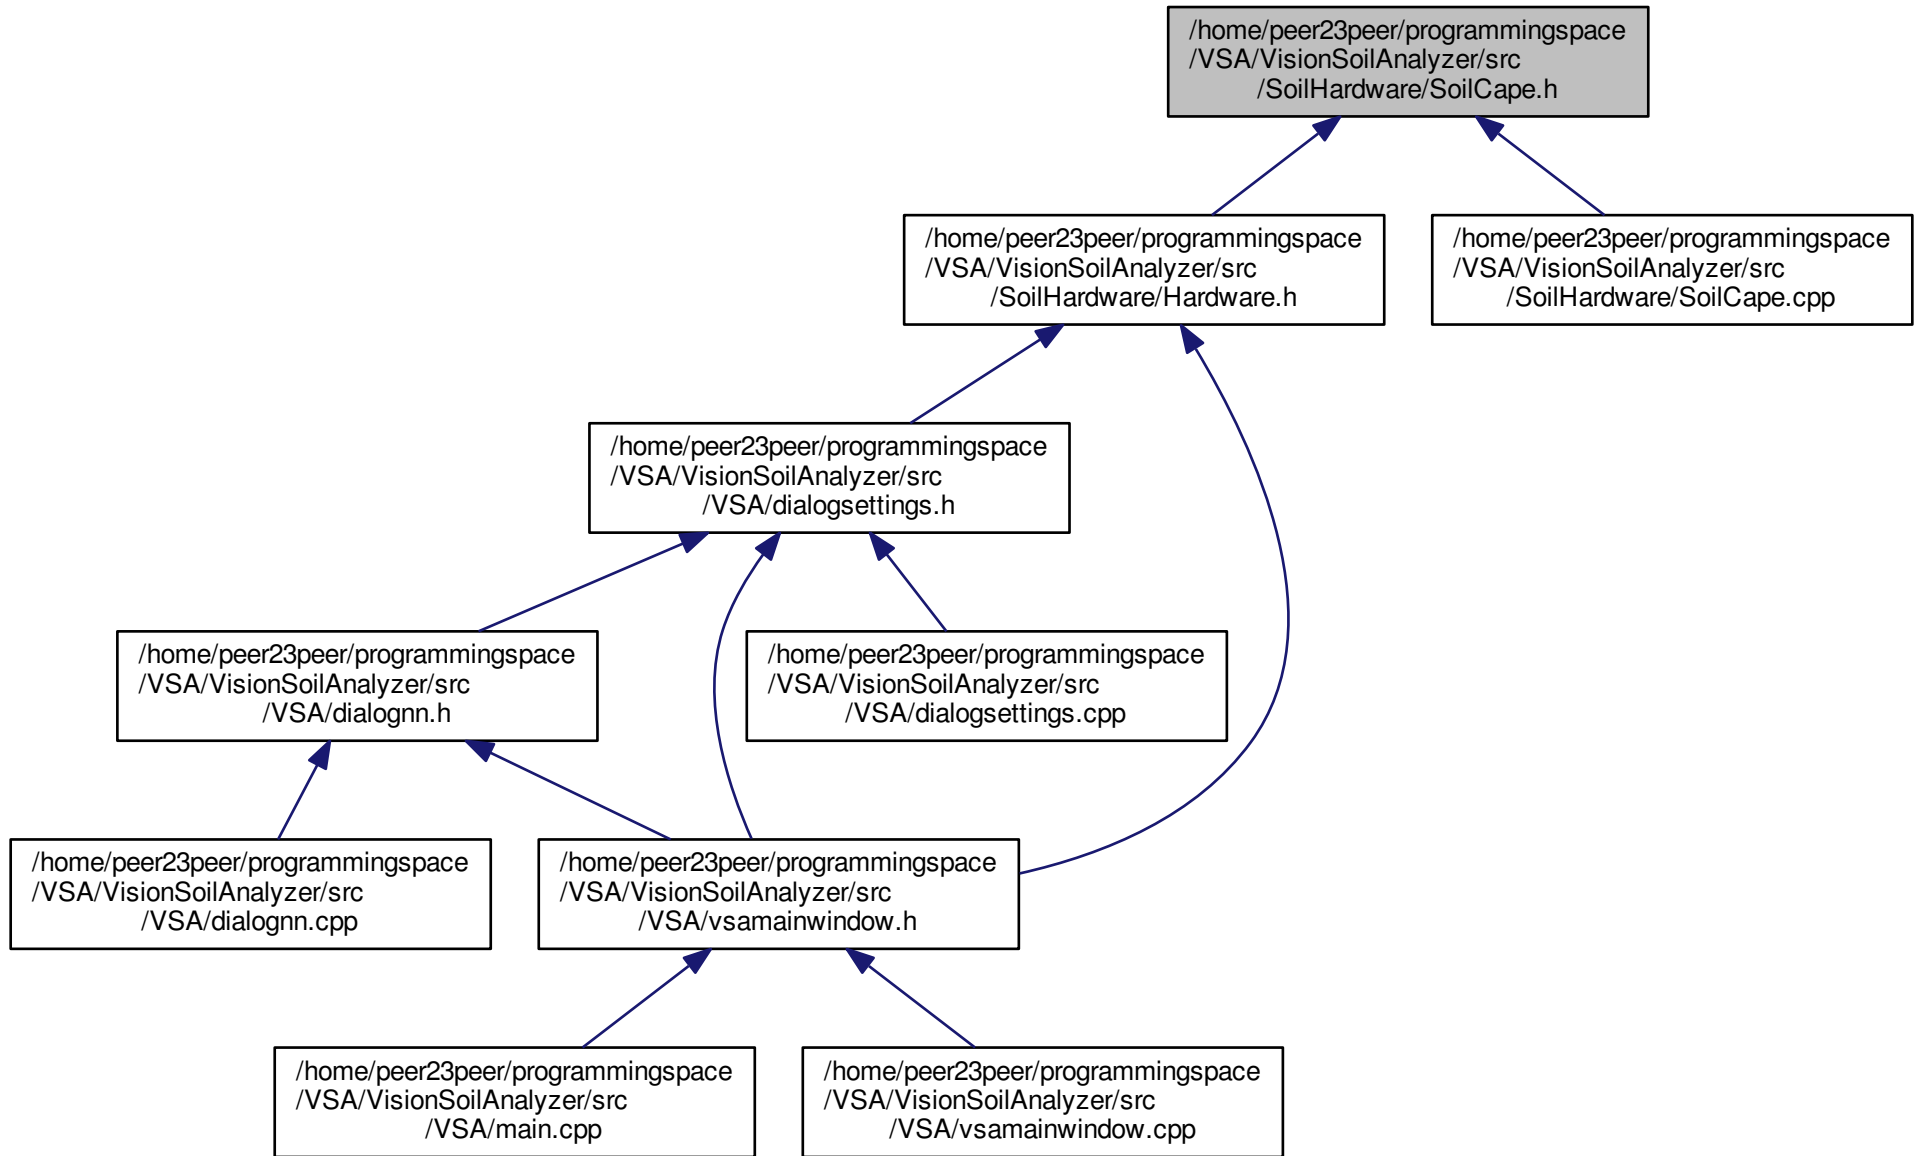 /home/peer23peer/programmingspace
/VSA/VisionSoilAnalyzer/src
/SoilHardware/SoilCape.h
/home/peer23peer/programmingspace
/VSA/VisionSoilAnalyzer/src
/SoilHardware/Hardware.h
/home/peer23peer/programmingspace
/VSA/VisionSoilAnalyzer/src
/SoilHardware/SoilCape.cpp
/home/peer23peer/programmingspace
/VSA/VisionSoilAnalyzer/src
/VSA/dialogsettings.h
/home/peer23peer/programmingspace
/VSA/VisionSoilAnalyzer/src
/VSA/dialognn.h
/home/peer23peer/programmingspace
/VSA/VisionSoilAnalyzer/src
/VSA/dialogsettings.cpp
/home/peer23peer/programmingspace
/VSA/VisionSoilAnalyzer/src
/VSA/dialognn.cpp
/home/peer23peer/programmingspace
/VSA/VisionSoilAnalyzer/src
/VSA/vsamainwindow.h
/home/peer23peer/programmingspace
/VSA/VisionSoilAnalyzer/src
/VSA/main.cpp
/home/peer23peer/programmingspace
/VSA/VisionSoilAnalyzer/src
/VSA/vsamainwindow.cpp